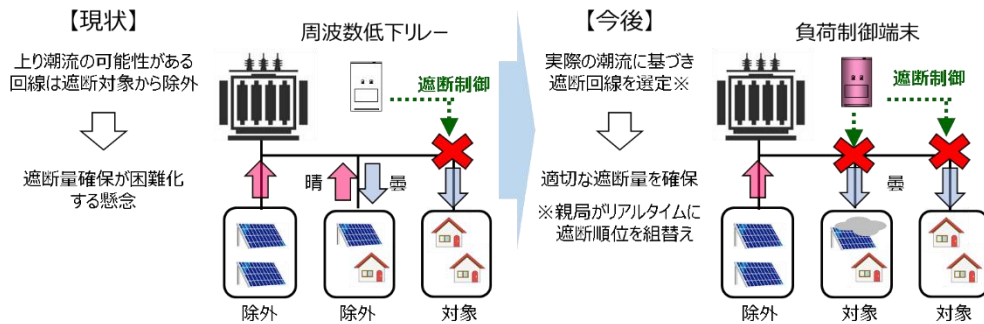 【現状】
上り潮流の可能性がある
回線は遮断対象から除外
遮断量確保が困難化
する懸念
周波数低下リレー
遮断制御
晴
曇
除外
除外
対象
【今後】
実際の潮流に基づき
遮断回線を選定※
適切な遮断量を確保
※親局がリアルタイムに
遮断順位を組替え
負荷制御端末
遮断制御
曇
除外
対象
対象